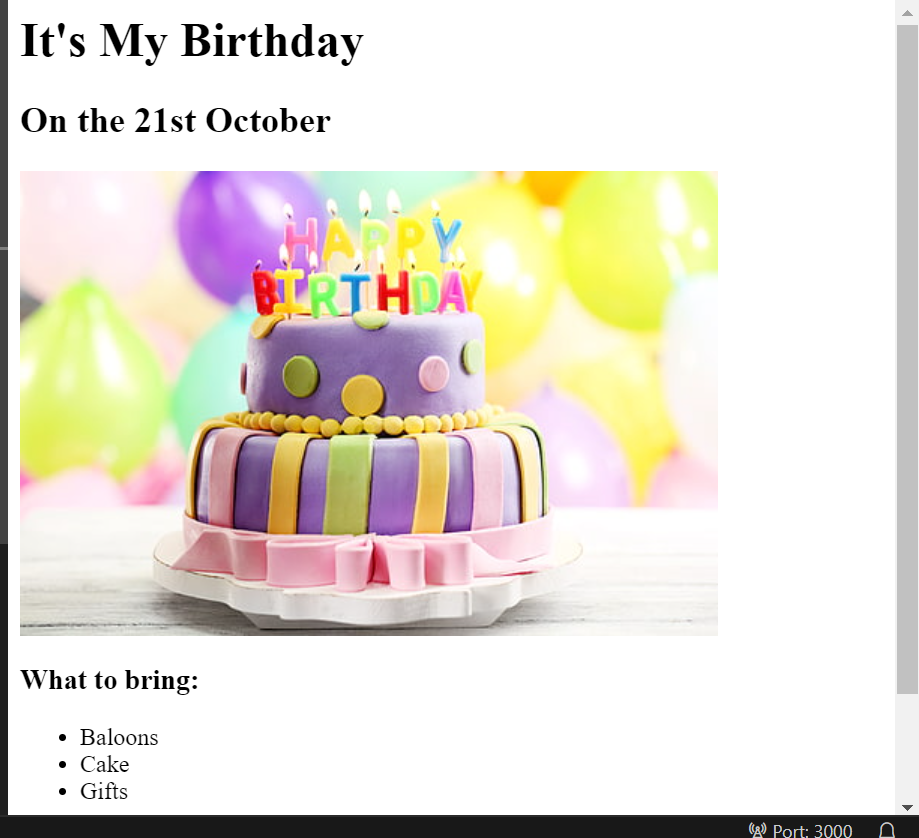 It's My Birthday
On the 21st October
HAPPY
BIRTHDAY
What to bring:
Baloons
Cake
Gifts
Port: 3000